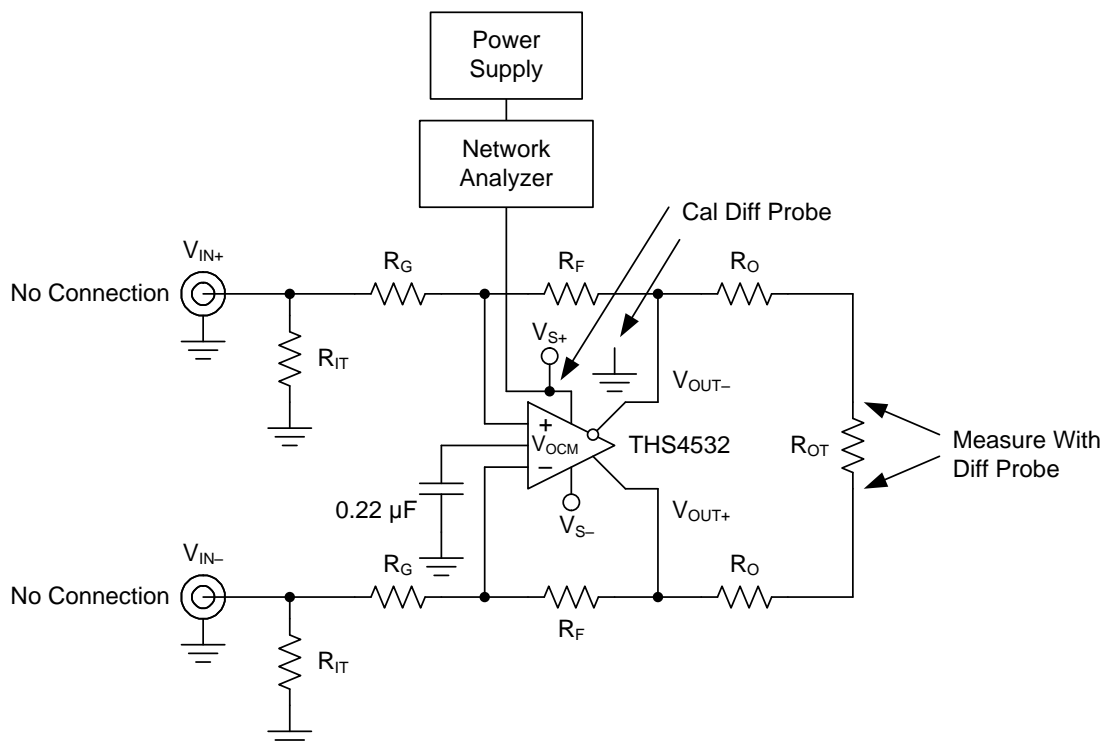 Power
Supply
Network
Analyzer
Cal Diff Probe
V_IN+
R_G
R_F
R_O
No Connection
R_IT
V_S+
V_OUT–
+
V_OCM
–
THS4532
R_OT
Measure With
Diff Probe
0.22 µF
V_S–
V_OUT+
V_IN–
R_G
R_O
No Connection
R_F
R_IT